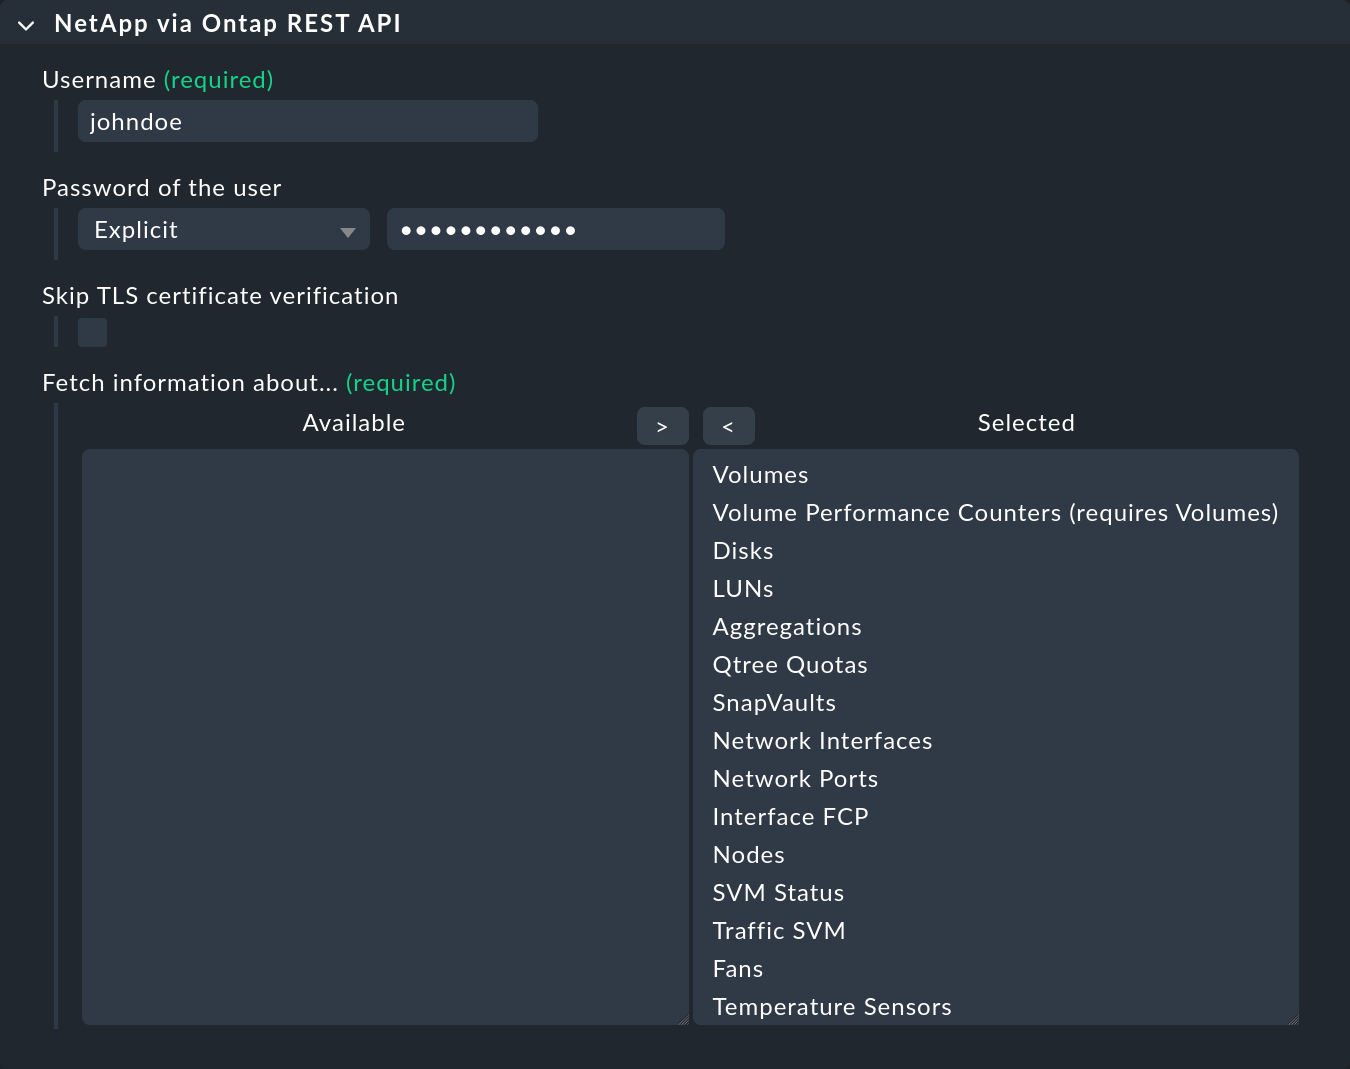 NetApp via Ontap REST API
Username (required)
johndoe
Password of the user
Explicit ••••••••••••
Skip TLS certificate verification
Fetch information about... (required)
Available > < Selected
Volumes
Volume Performance Counters (requires Volumes)
Disks
LUNs
Aggregations
Qtree Quotas
SnapVaults
Network Interfaces
Network Ports
Interface FCP
Nodes
SVM Status
Traffic SVM
Fans
Temperature Sensors